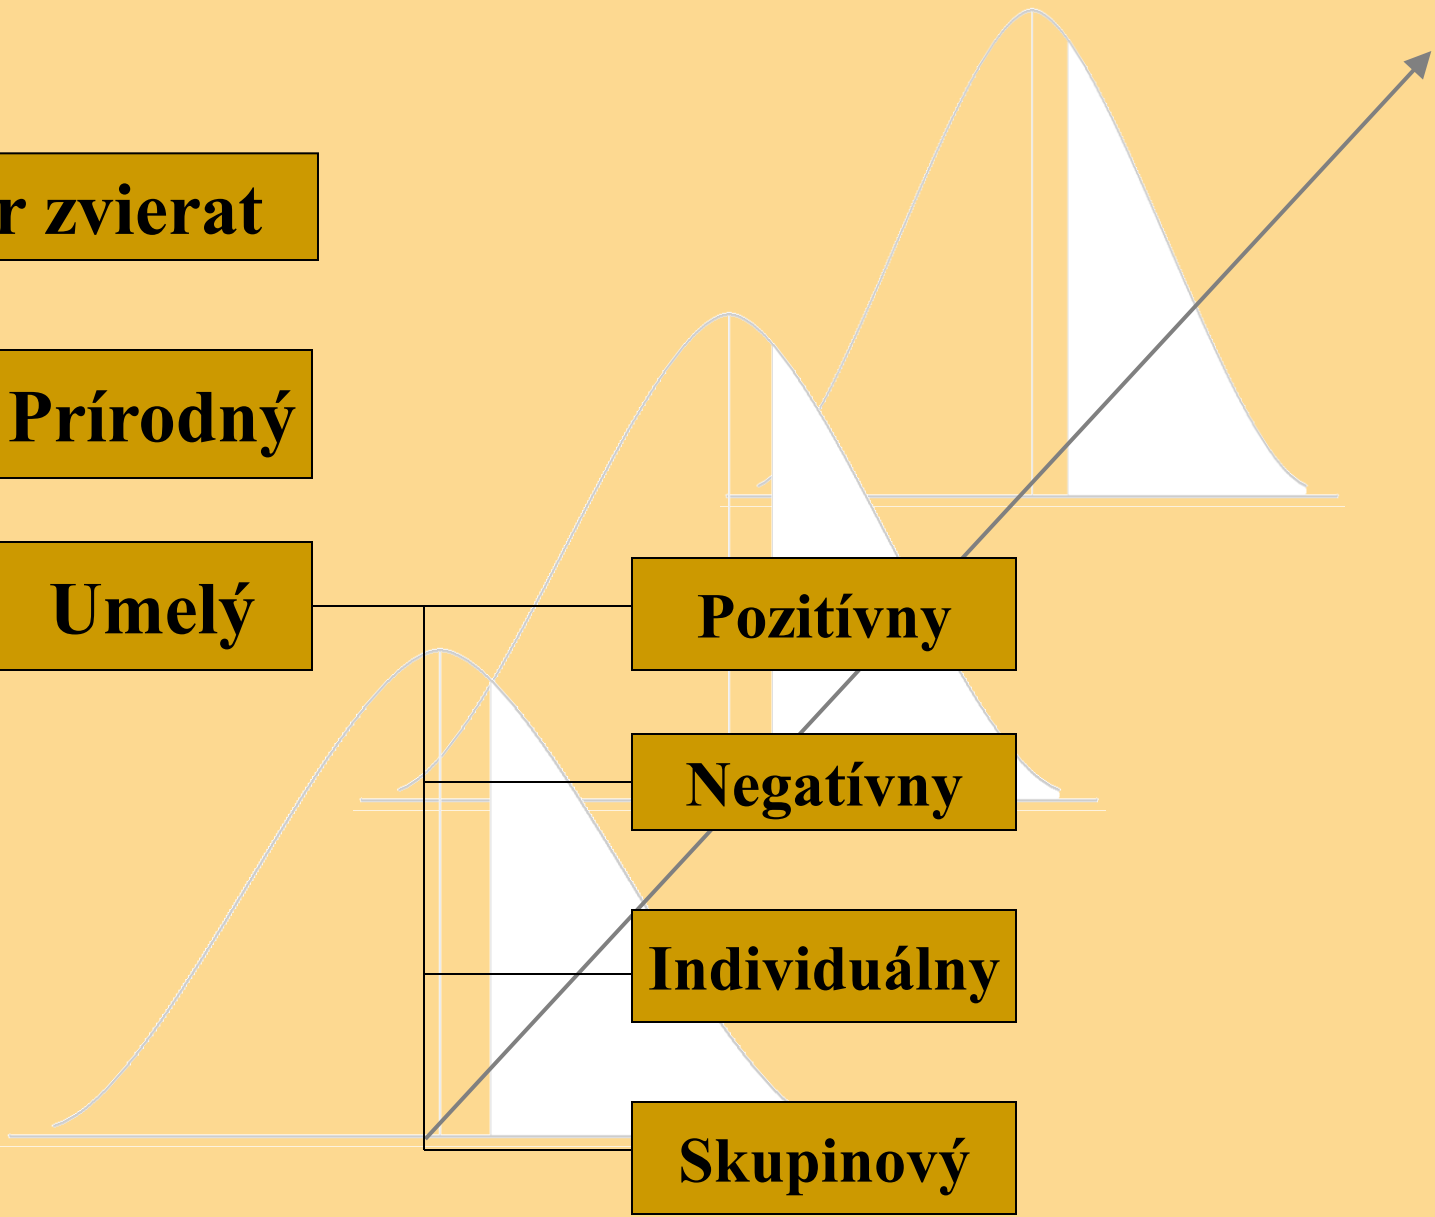 r zvierat
Prírodný
Umelý
Pozitívny
Negatívny
Individuálny
Skupinový